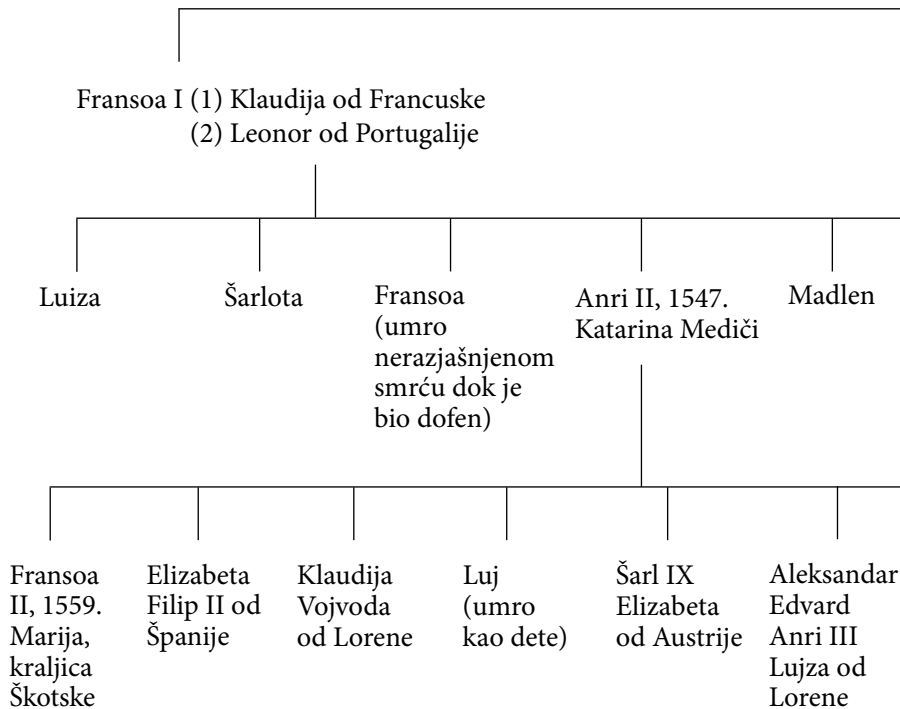 Fransoa I (1) Klaudija od Francuske
(2) Leonor od Portugalije
Luiza
Šarlota
Fransoa
(umro
nerazjašnjenom
smrću dok je
bio dofen)
Anri II, 1547.
Katarina Mediči
Madlen
Fransoa
II, 1559.
Marija,
kraljica
Škotske
Elizabeta
Filip II od
Španije
Klaudija
Vojvoda
od Lorene
Luj
(umro
kao dete)
Šarl IX
Elizabeta
od Austrije
Aleksandar
Edvard
Anri III
Lujza od
Lorene